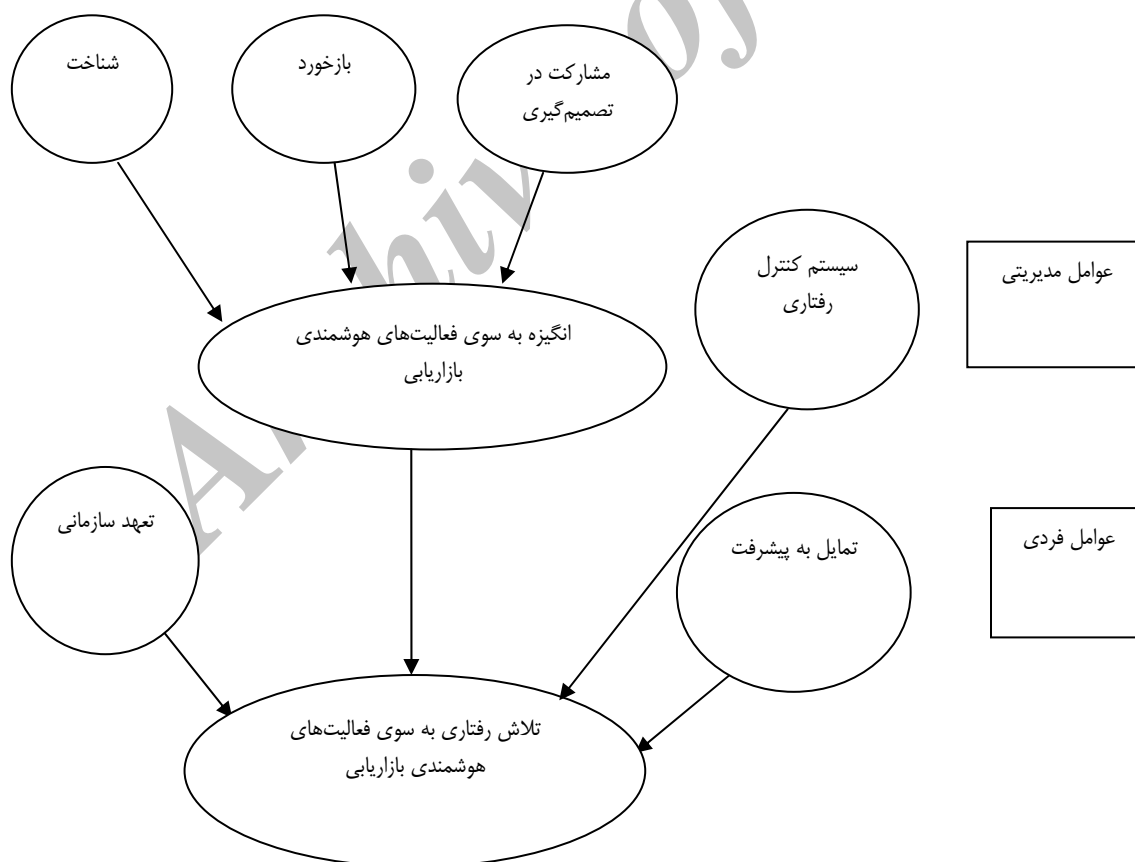 شناخت
بازخورد
مشارکت در
تصمیم‌گیری
سیستم کنترل
رفتاری
عوامل مدیریتی
انگیزه به سوی فعالیت‌های هوشمندی
بازاریابی
تعهد سازمانی
تمایل به پیشرفت
عوامل فردی
تلاش رفتاری به سوی فعالیت‌های
هوشمندی بازاریابی